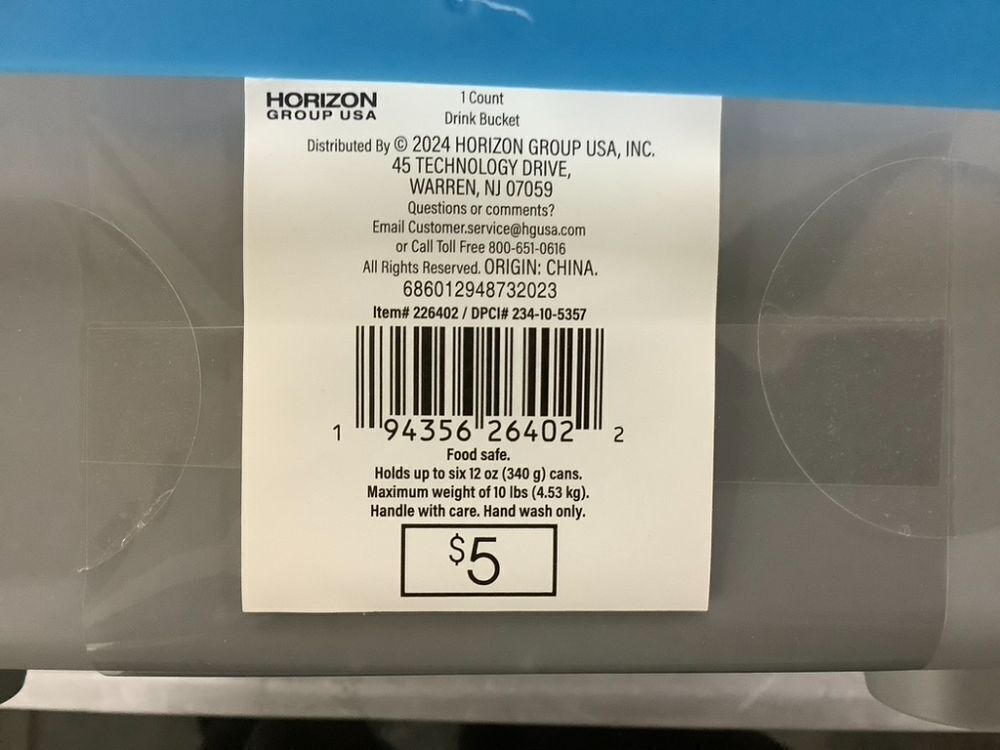 HORIZON
GROUP USA
1 Count
Drink Bucket
Distributed By © 2024 HORIZON GROUP USA, INC.
45 TECHNOLOGY DRIVE,
WARREN, NJ 07059
Questions or comments?
Email Customer.service@hgusa.com
or Call Toll Free 800-651-0616
All Rights Reserved. ORIGIN: CHINA.
686012948732023
Item# 226402 / DPCI# 234-10-5357
1 94356 26402 2
Food safe.
Holds up to six 12 oz (340 g) cans.
Maximum weight of 10 lbs (4.53 kg).
Handle with care. Hand wash only.
$5